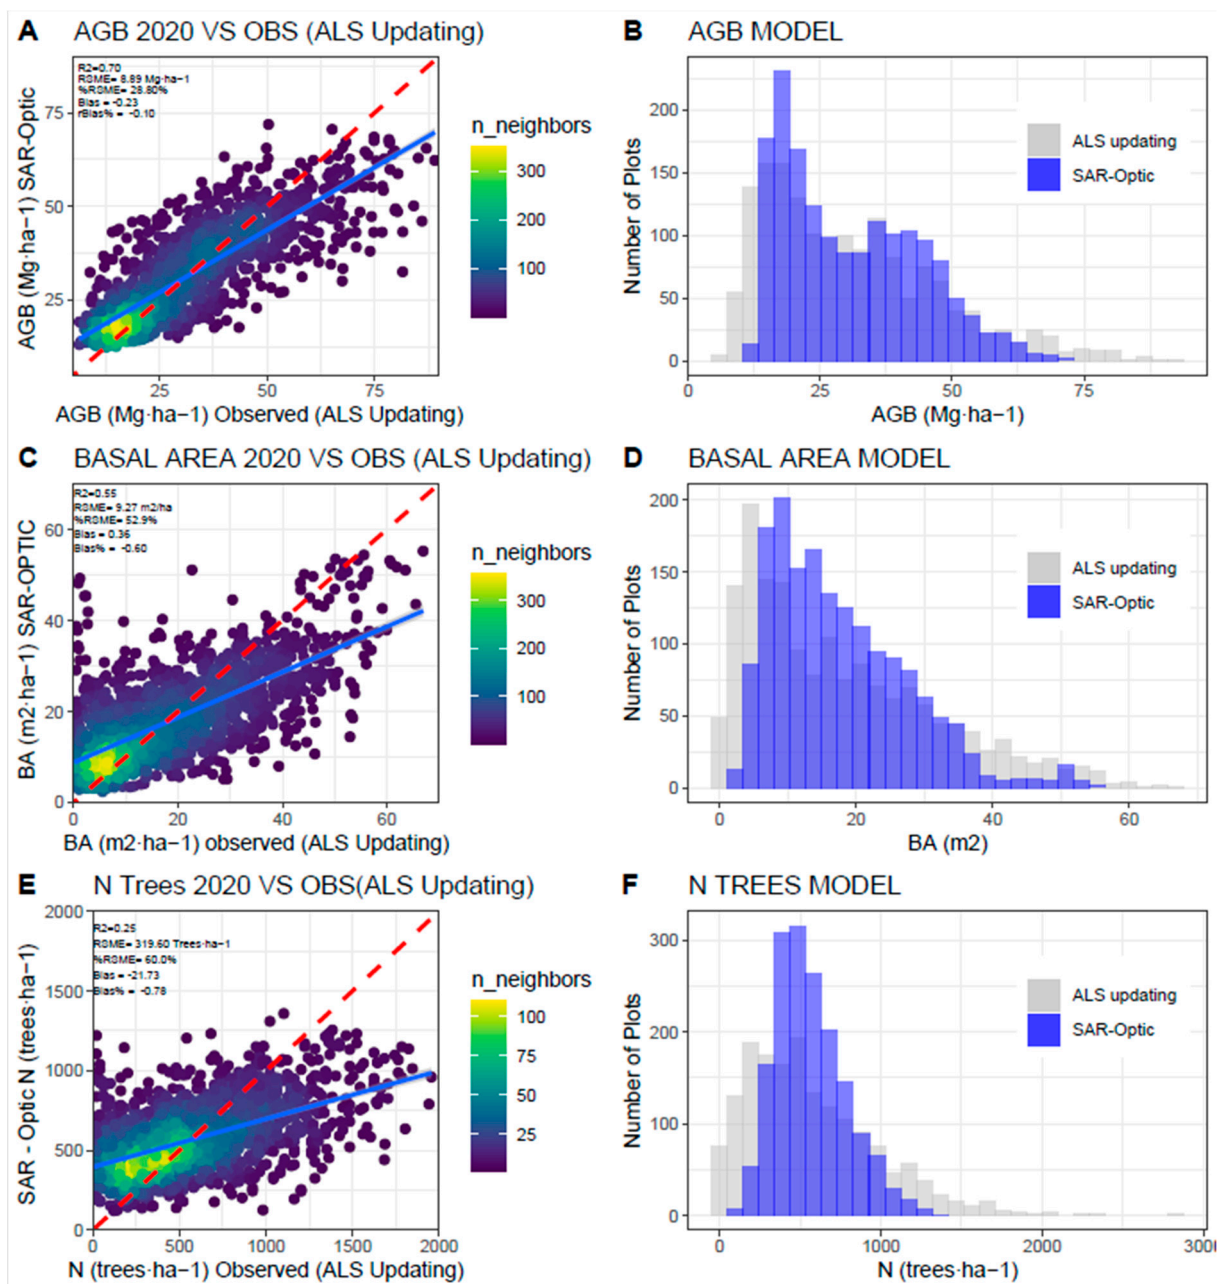 A AGB 2020 VS OBS (ALS Updating)
R2=0.70
RSME= 8.89 Mg·ha−1
%RSME= 28.80%
Bias = -0.23
rBias% = -0.10
75
50
25
AGB (Mg·ha−1) SAR-Optic
25 50 75
AGB (Mg·ha−1) Observed (ALS Updating)
n_neighbors
300
200
100
B AGB MODEL
200
150
100
50
0
Number of Plots
ALS updating
SAR-Optic
0 25 50 75
AGB (Mg·ha−1)
C BASAL AREA 2020 VS OBS (ALS Updating)
R2=0.55
RSME= 9.27 m2/ha
%RSME= 52.9%
Bias = 0.36
Bias% = -0.60
60
40
20
0
BA (m2·ha−1) SAR-OPTIC
0 20 40 60
BA (m2·ha−1) observed (ALS Updating)
n_neighbors
300
200
100
D BASAL AREA MODEL
200
150
100
50
0
Number of Plots
ALS updating
SAR-Optic
0 20 40 60
BA (m2)
E N Trees 2020 VS OBS(ALS Updating)
R2=0.25
RSME= 319.60 Trees·ha−1
%RSME= 60.0%
Bias = -21.73
Bias% = -0.78
2000
1500
1000
500
0
SAR - Optic N (trees·ha−1)
0 500 1000 1500 2000
N (trees·ha−1) Observed (ALS Updating)
n_neighbors
100
75
50
25
F N TREES MODEL
300
200
100
0
Number of Plots
ALS updating
SAR-Optic
0 1000 2000 3000
N (trees·ha−1)